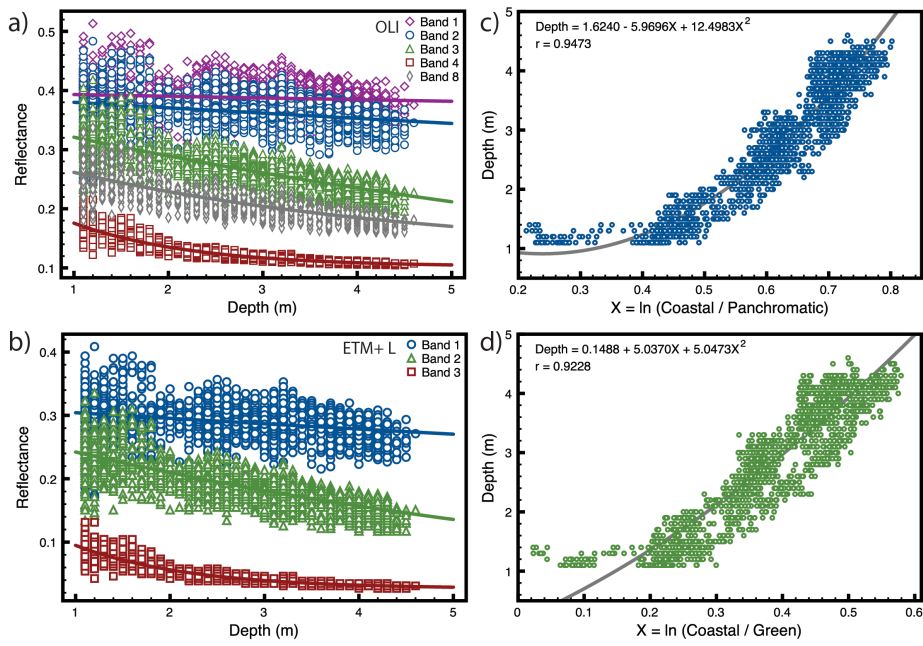 a)
OLI
Band 1
Band 2
Band 3
Band 4
Band 8
0.5
0.4
0.3
0.2
0.1
Reflectance
1 2 3 4 5
Depth (m)
c)
Depth = 1.6240 - 5.9696X + 12.4983X²
r = 0.9473
5
4
3
2
1
Depth (m)
0.2 0.3 0.4 0.5 0.6 0.7 0.8
X = ln (Coastal / Panchromatic)
b)
ETM+ L
Band 1
Band 2
Band 3
0.4
0.3
0.2
0.1
Reflectance
1 2 3 4 5
Depth (m)
d)
Depth = 0.1488 + 5.0370X + 5.0473X²
r = 0.9228
5
4
3
2
1
Depth (m)
0 0.1 0.2 0.3 0.4 0.5 0.6
X = ln (Coastal / Green)